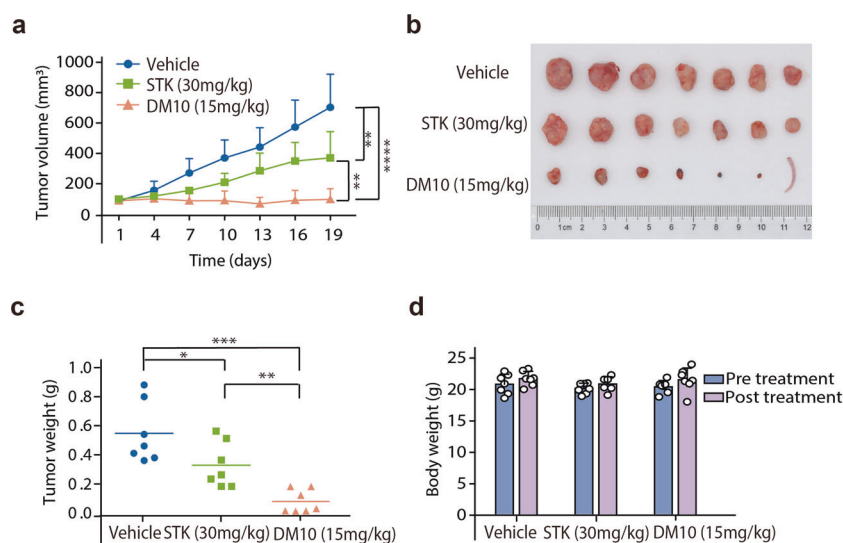 a
1000
800
600
400
200
0
Tumor volume (mm³)
Vehicle
STK (30mg/kg)
DM10 (15mg/kg)
**
**
****
1 4 7 10 13 16 19
Time (days)
b
Vehicle
STK (30mg/kg)
DM10 (15mg/kg)
0 1cm 2 3 4 5 6 7 8 9 10 11 12
c
***
*
**
1.0
0.8
0.6
0.4
0.2
0.0
Tumor weight (g)
Vehicle STK (30mg/kg) DM10 (15mg/kg)
d
25
20
15
10
5
0
Body weight (g)
Pre treatment
Post treatment
Vehicle STK (30mg/kg) DM10 (15mg/kg)